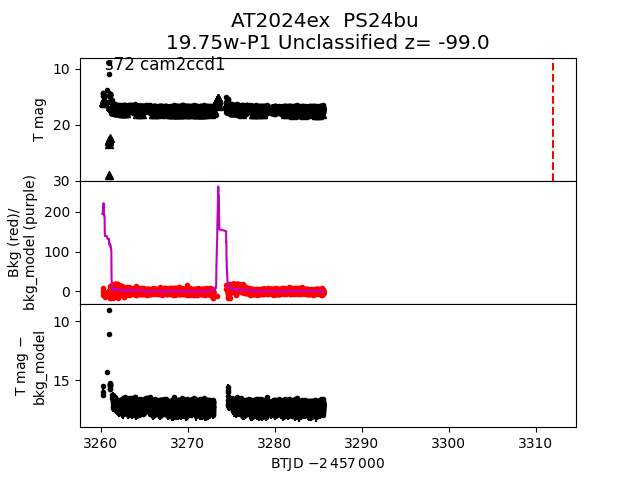 AT2024ex  PS24bu
19.75w-P1 Unclassified z= -99.0
s72 cam2ccd1
10
20
30
T mag
200
100
0
Bkg (red)/
bkg_model (purple)
10
15
T mag −
bkg_model
3260 3270 3280 3290 3300 3310
BTJD −2 457 000